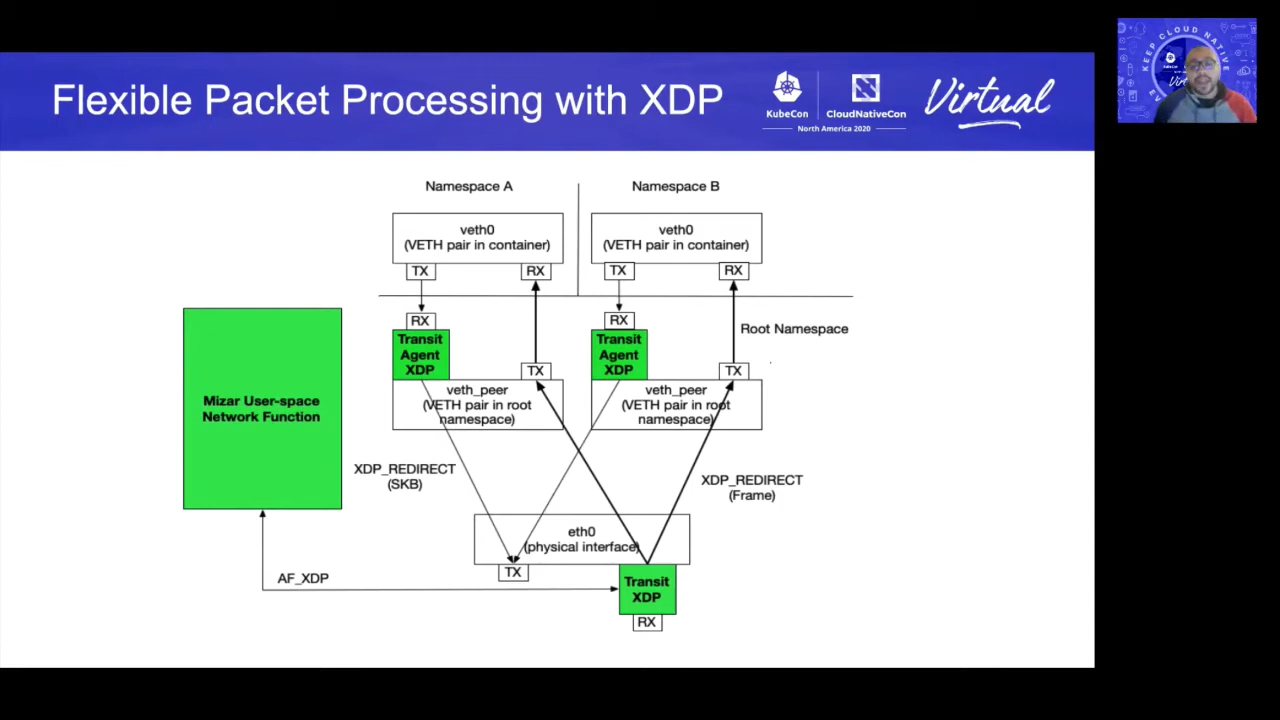 Flexible Packet Processing with XDP
KubeCon
CloudNativeCon
North America 2020
Virtual
KEEP CLOUD NATIVE
Namespace A
Namespace B
veth0
(VETH pair in container)
veth0
(VETH pair in container)
TX
RX
TX
RX
RX
RX
Root Namespace
Transit
Agent
XDP
Transit
Agent
XDP
TX
TX
veth_peer
(VETH pair in root
namespace)
veth_peer
(VETH pair in root
namespace)
Mizar User-space
Network Function
XDP_REDIRECT
(SKB)
XDP_REDIRECT
(Frame)
eth0
(physical interface)
TX
AF_XDP
Transit
XDP
RX